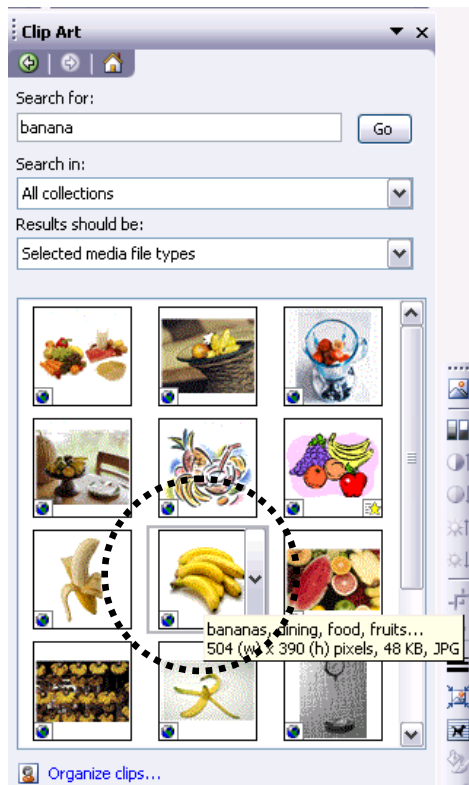 Clip Art
Search for:
banana
Go
Search in:
All collections
Results should be:
Selected media file types
bananas, dining, food, fruits...
504 (w) x 390 (h) pixels, 48 KB, JPG
Organize clips...